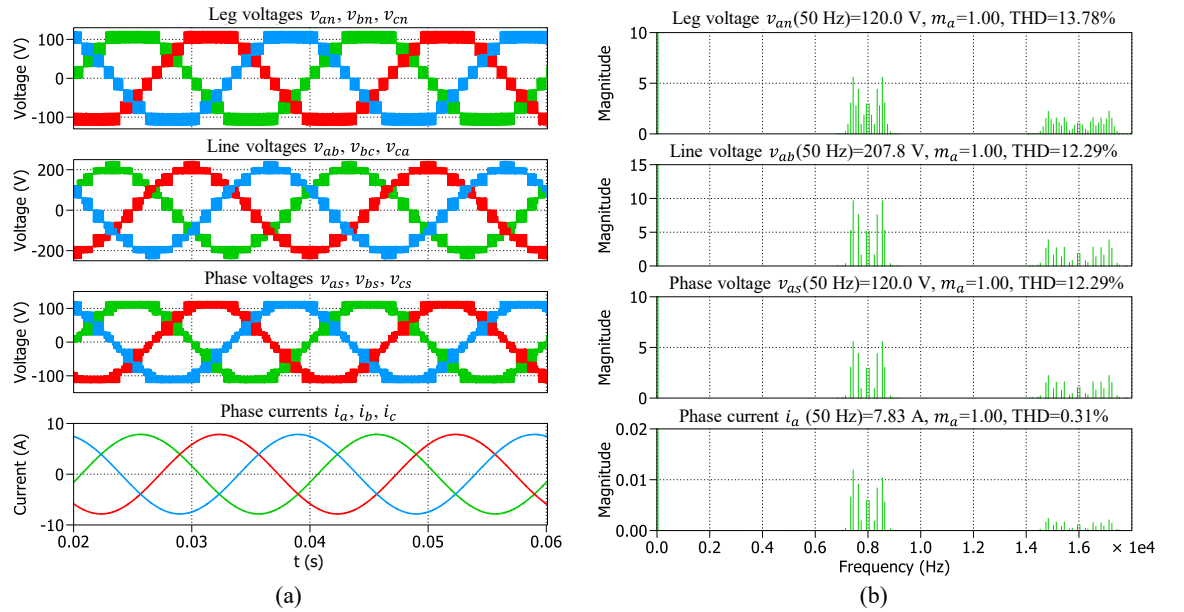 Leg voltages v_an, v_bn, v_cn
Voltage (V)
100
0
-100
Line voltages v_ab, v_bc, v_ca
Voltage (V)
200
0
-200
Phase voltages v_as, v_bs, v_cs
Voltage (V)
100
0
-100
Phase currents i_a, i_b, i_c
Current (A)
10
0
-10
0.02 0.03 0.04 0.05 0.06
t (s)
(a)
Leg voltage v_an(50 Hz)=120.0 V, m_a=1.00, THD=13.78%
Magnitude
10
5
0
Line voltage v_ab(50 Hz)=207.8 V, m_a=1.00, THD=12.29%
Magnitude
15
10
5
0
Phase voltage v_as(50 Hz)=120.0 V, m_a=1.00, THD=12.29%
Magnitude
10
5
0
Phase current i_a (50 Hz)=7.83 A, m_a=1.00, THD=0.31%
Magnitude
0.02
0.01
0.00
0.0 0.2 0.4 0.6 0.8 1.0 1.2 1.4 1.6 × 1e4
Frequency (Hz)
(b)